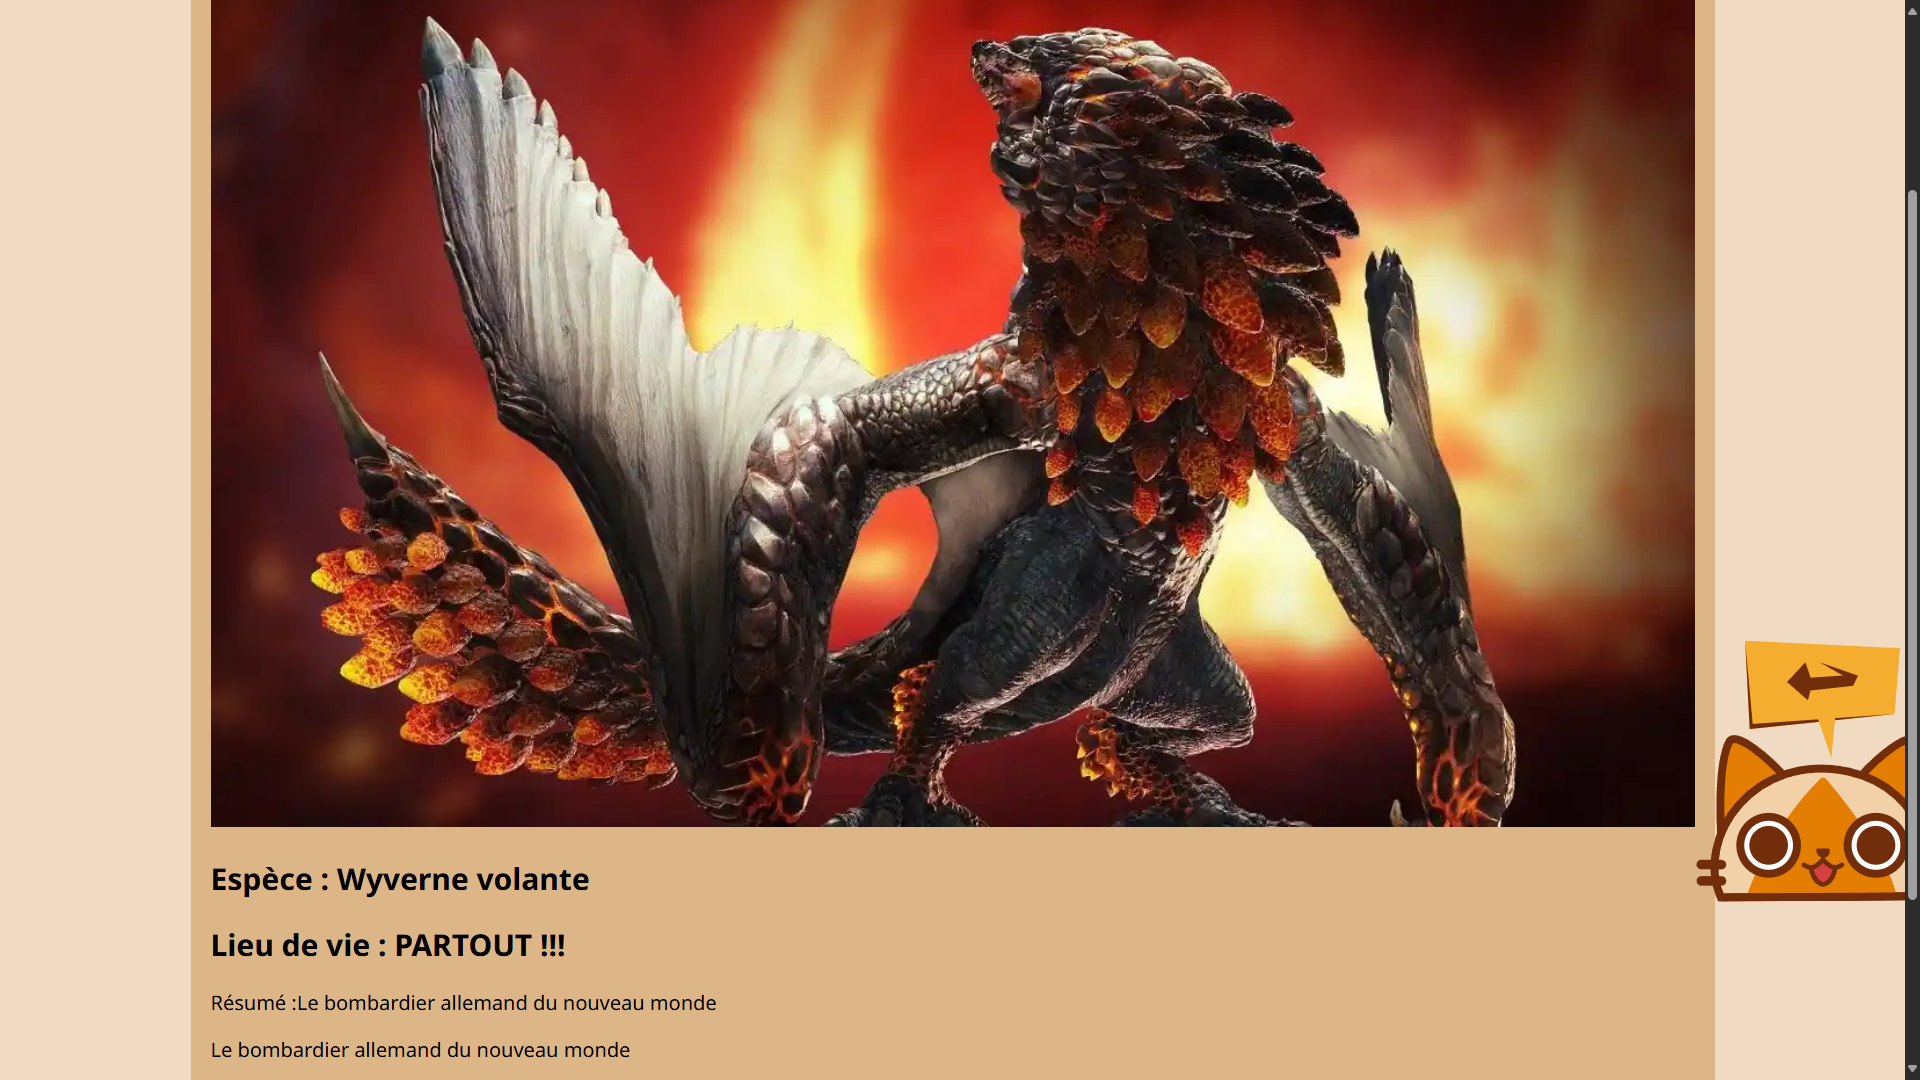 Espèce : Wyverne volante
Lieu de vie : PARTOUT !!!
Résumé :Le bombardier allemand du nouveau monde
Le bombardier allemand du nouveau monde